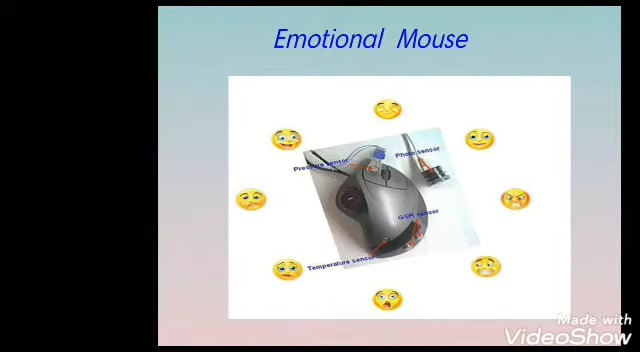 Emotional Mouse
Photo sensor
Pressure sensor
GSR sensor
Temperature sensor
Made with
VideoShow